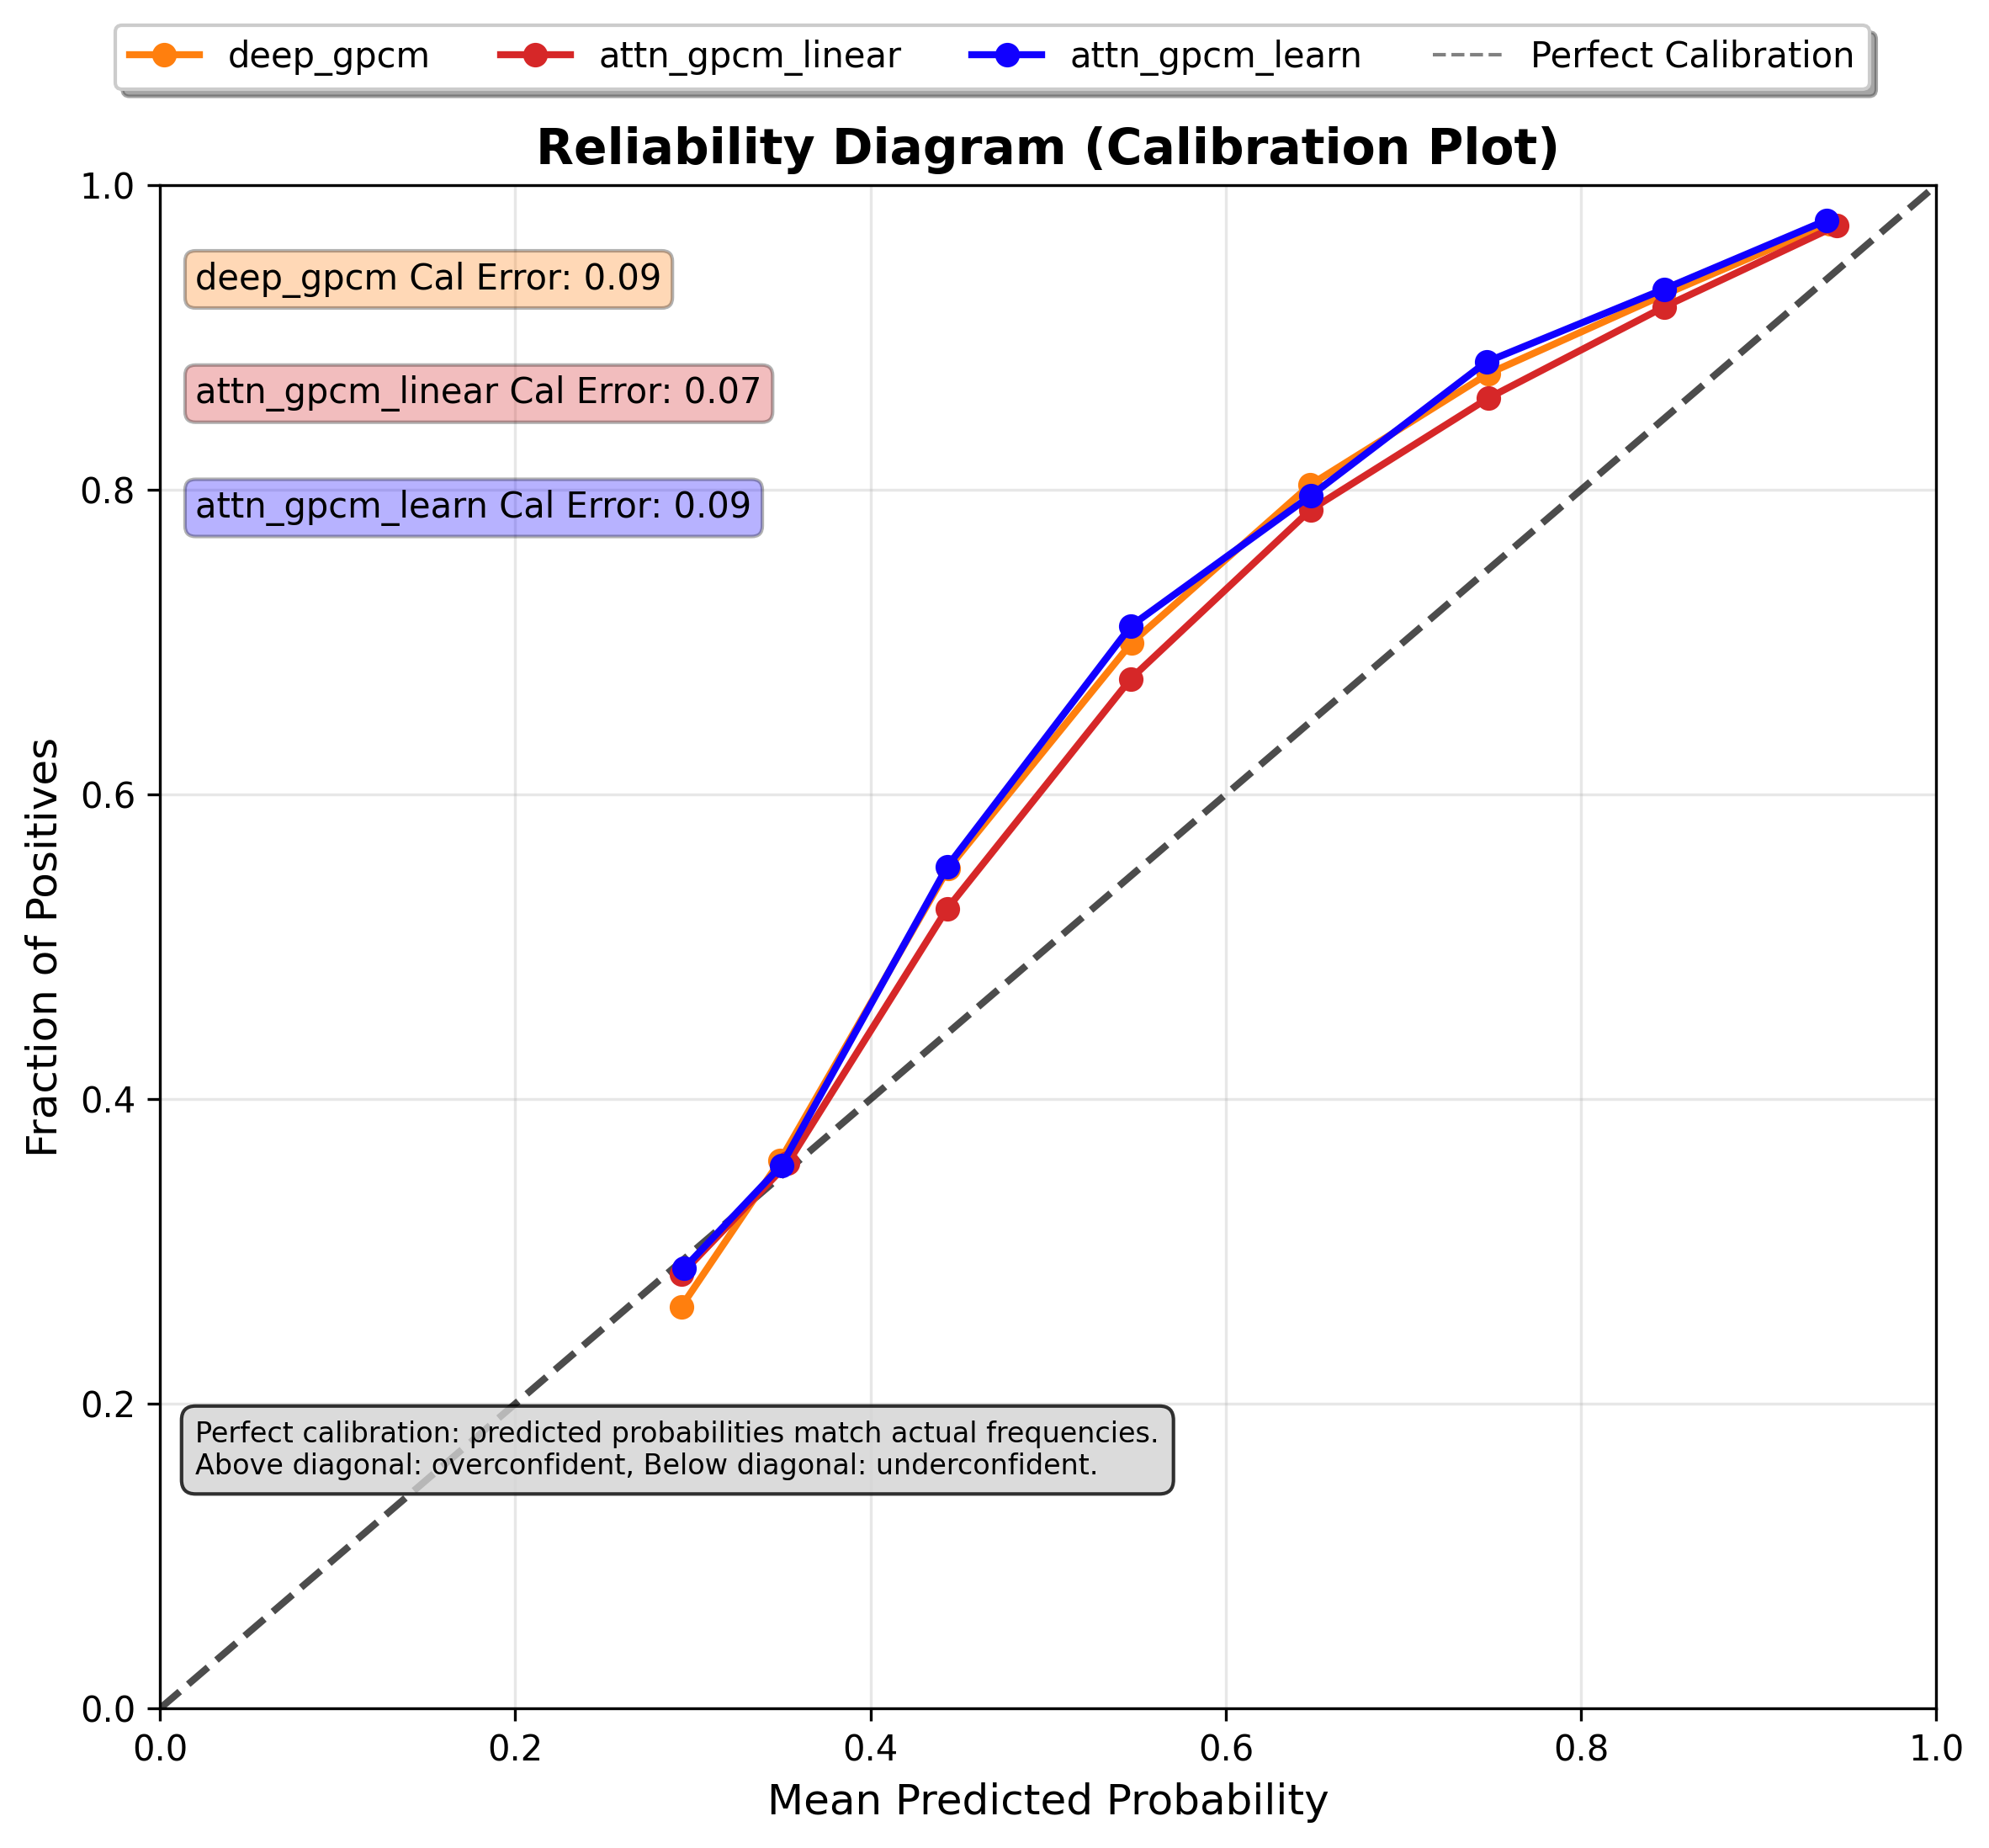 deep_gpcm attn_gpcm_linear attn_gpcm_learn Perfect Calibration
Reliability Diagram (Calibration Plot)
deep_gpcm Cal Error: 0.09
attn_gpcm_linear Cal Error: 0.07
attn_gpcm_learn Cal Error: 0.09
1.0
0.8
0.6
0.4
0.2
0.0
Fraction of Positives
Perfect calibration: predicted probabilities match actual frequencies.
Above diagonal: overconfident, Below diagonal: underconfident.
0.0 0.2 0.4 0.6 0.8 1.0
Mean Predicted Probability